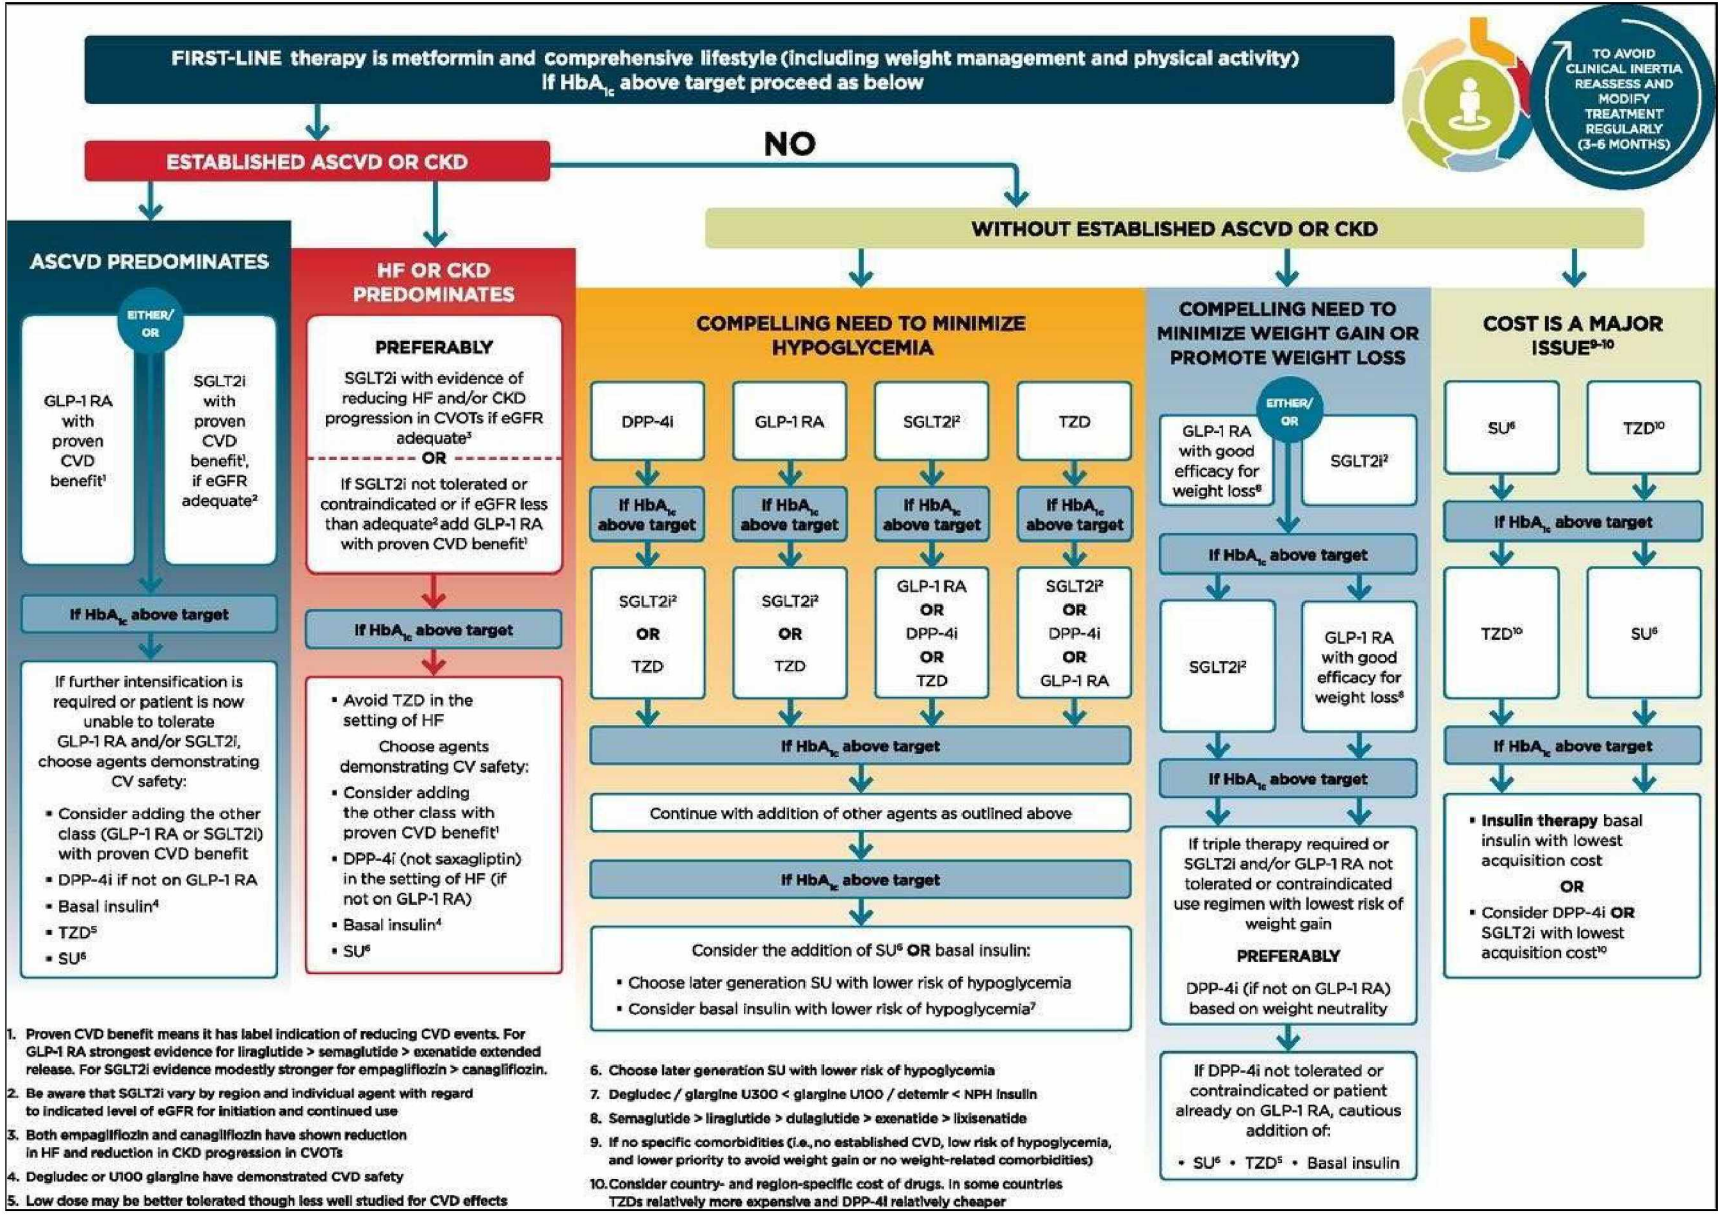 FIRST-LINE therapy is metformin and comprehensive lifestyle (including weight management and physical activity)
If HbA1c above target proceed as below
TO AVOID
CLINICAL INERTIA
REASSESS AND
MODIFY
TREATMENT
REGULARLY
(3-6 MONTHS)
ESTABLISHED ASCVD OR CKD
NO
WITHOUT ESTABLISHED ASCVD OR CKD
ASCVD PREDOMINATES
EITHER/
OR
GLP-1 RA
with
proven
CVD
benefit1
SGLT2i
with
proven
CVD
benefit1,
if eGFR
adequate2
If HbA1c above target
If further intensification is
required or patient is now
unable to tolerate
GLP-1 RA and/or SGLT2i,
choose agents demonstrating
CV safety:
▪ Consider adding the other
class (GLP-1 RA or SGLT2i)
with proven CVD benefit
▪ DPP-4i if not on GLP-1 RA
▪ Basal insulin4
▪ TZD5
▪ SU6
HF OR CKD
PREDOMINATES
PREFERABLY
SGLT2i with evidence of
reducing HF and/or CKD
progression in CVOTs if eGFR
adequate3
OR
If SGLT2i not tolerated or
contraindicated or if eGFR less
than adequate2 add GLP-1 RA
with proven CVD benefit1
If HbA1c above target
▪ Avoid TZD in the
setting of HF
Choose agents
demonstrating CV safety:
▪ Consider adding
the other class with
proven CVD benefit1
▪ DPP-4i (not saxagliptin)
in the setting of HF (if
not on GLP-1 RA)
▪ Basal insulin4
▪ SU6
COMPELLING NEED TO MINIMIZE
HYPOGLYCEMIA
DPP-4i
GLP-1 RA
SGLT2i2
TZD
If HbA1c
above target
If HbA1c
above target
If HbA1c
above target
If HbA1c
above target
SGLT2i2
OR
TZD
SGLT2i2
OR
TZD
GLP-1 RA
OR
DPP-4i
OR
TZD
SGLT2i2
OR
DPP-4i
OR
GLP-1 RA
If HbA1c above target
Continue with addition of other agents as outlined above
If HbA1c above target
Consider the addition of SU6 OR basal insulin:
▪ Choose later generation SU with lower risk of hypoglycemia
▪ Consider basal insulin with lower risk of hypoglycemia7
COMPELLING NEED TO
MINIMIZE WEIGHT GAIN OR
PROMOTE WEIGHT LOSS
EITHER/
OR
GLP-1 RA
with good
efficacy for
weight loss8
SGLT2i2
If HbA1c above target
SGLT2i2
GLP-1 RA
with good
efficacy for
weight loss8
If HbA1c above target
If triple therapy required or
SGLT2i and/or GLP-1 RA not
tolerated or contraindicated
use regimen with lowest risk of
weight gain
PREFERABLY
DPP-4i (if not on GLP-1 RA)
based on weight neutrality
If DPP-4i not tolerated or
contraindicated or patient
already on GLP-1 RA, cautious
addition of:
• SU6 • TZD5 • Basal insulin
COST IS A MAJOR
ISSUE9-10
SU6
TZD10
If HbA1c above target
TZD10
SU6
If HbA1c above target
▪ Insulin therapy basal
insulin with lowest
acquisition cost
OR
▪ Consider DPP-4i OR
SGLT2i with lowest
acquisition cost10
1. Proven CVD benefit means it has label indication of reducing CVD events. For
GLP-1 RA strongest evidence for liraglutide > semaglutide > exenatide extended
release. For SGLT2i evidence modestly stronger for empagliflozin > canagliflozin.
2. Be aware that SGLT2i vary by region and individual agent with regard
to indicated level of eGFR for initiation and continued use
3. Both empagliflozin and canagliflozin have shown reduction
in HF and reduction in CKD progression in CVOTs
4. Degludec or U100 glargine have demonstrated CVD safety
5. Low dose may be better tolerated though less well studied for CVD effects
6. Choose later generation SU with lower risk of hypoglycemia
7. Degludec / glargine U300 < glargine U100 / detemir < NPH insulin
8. Semaglutide > liraglutide > dulaglutide > exenatide > lixisenatide
9. If no specific comorbidities (i.e., no established CVD, low risk of hypoglycemia,
and lower priority to avoid weight gain or no weight-related comorbidities)
10. Consider country- and region-specific cost of drugs. In some countries
TZDs relatively more expensive and DPP-4i relatively cheaper